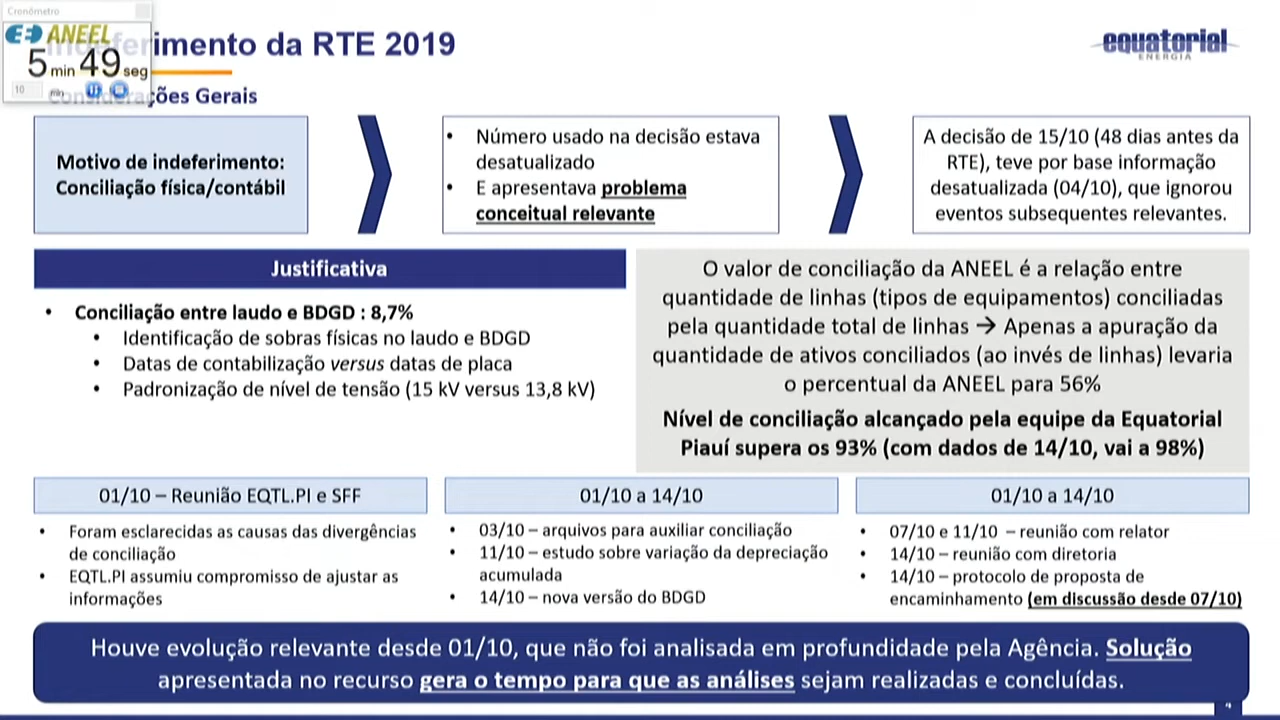 Cronômetro
ANEEL
5 min 49 seg
10 min
Indeferimento da RTE 2019
equatorial
ENERGIA
Considerações Gerais
Motivo de indeferimento:
Conciliação física/contábil
• Número usado na decisão estava
desatualizado
• E apresentava problema
conceitual relevante
A decisão de 15/10 (48 dias antes da
RTE), teve por base informação
desatualizada (04/10), que ignorou
eventos subsequentes relevantes.
Justificativa
• Conciliação entre laudo e BDGD : 8,7%
• Identificação de sobras físicas no laudo e BDGD
• Datas de contabilização versus datas de placa
• Padronização de nível de tensão (15 kV versus 13,8 kV)
O valor de conciliação da ANEEL é a relação entre
quantidade de linhas (tipos de equipamentos) conciliadas
pela quantidade total de linhas → Apenas a apuração da
quantidade de ativos conciliados (ao invés de linhas) levaria
o percentual da ANEEL para 56%
Nível de conciliação alcançado pela equipe da Equatorial
Piauí supera os 93% (com dados de 14/10, vai a 98%)
01/10 – Reunião EQTL.PI e SFF
• Foram esclarecidas as causas das divergências
de conciliação
• EQTL.PI assumiu compromisso de ajustar as
informações
01/10 a 14/10
• 03/10 – arquivos para auxiliar conciliação
• 11/10 – estudo sobre variação da depreciação
acumulada
• 14/10 – nova versão do BDGD
01/10 a 14/10
• 07/10 e 11/10 – reunião com relator
• 14/10 – reunião com diretoria
• 14/10 – protocolo de proposta de
encaminhamento (em discussão desde 07/10)
Houve evolução relevante desde 01/10, que não foi analisada em profundidade pela Agência. Solução
apresentada no recurso gera o tempo para que as análises sejam realizadas e concluídas.
4